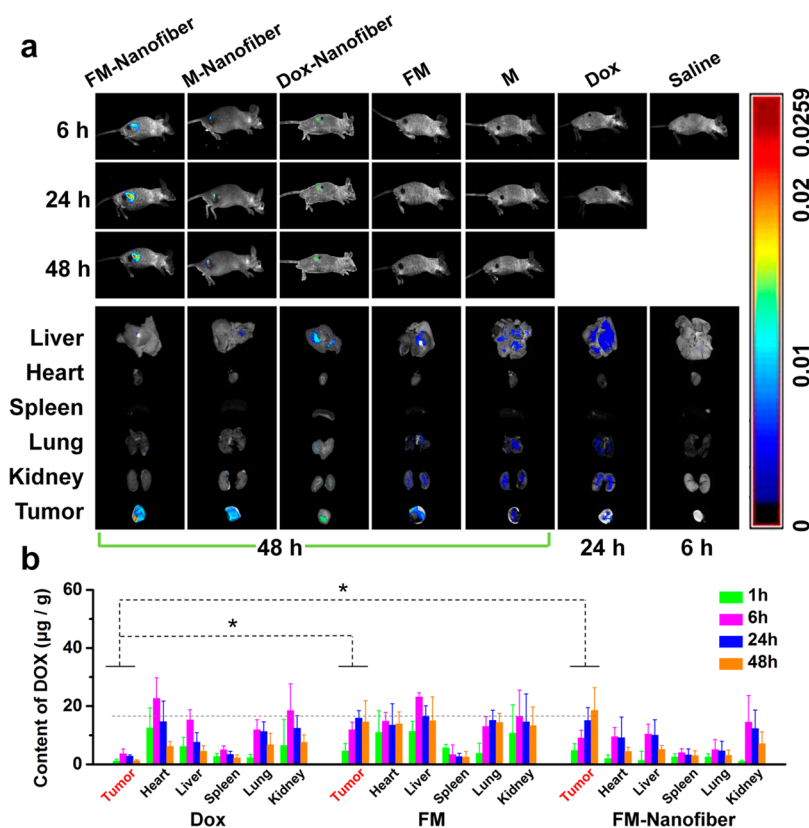 a
FM-Nanofiber
M-Nanofiber
Dox-Nanofiber
FM
M
Dox
Saline
6 h
24 h
48 h
0.0259
0.02
0.01
0
Liver
Heart
Spleen
Lung
Kidney
Tumor
48 h
24 h
6 h
b
Content of DOX (µg / g)
60
40
20
0
*
*
1h
6h
24h
48h
Tumor
Heart
Liver
Spleen
Lung
Kidney
Tumor
Heart
Liver
Spleen
Lung
Kidney
Tumor
Heart
Liver
Spleen
Lung
Kidney
Dox
FM
FM-Nanofiber